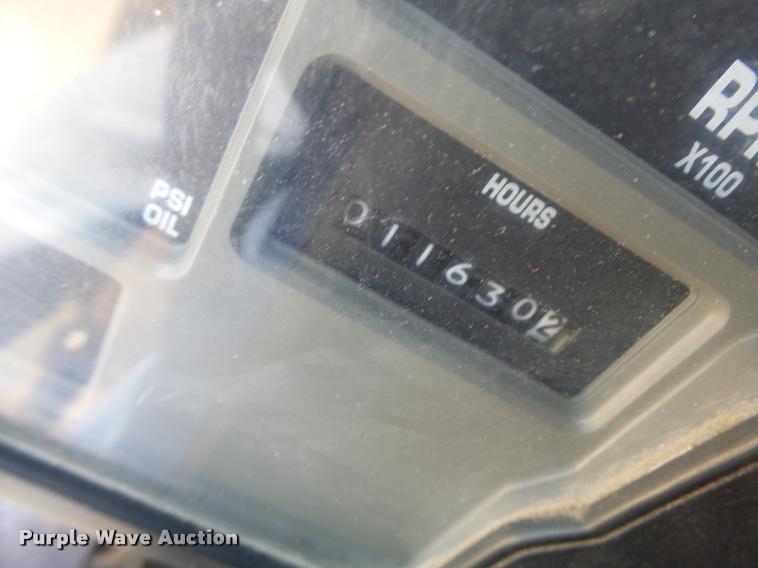 RPM
X100
HOURS
PSI
OIL
0116302
Purple Wave Auction